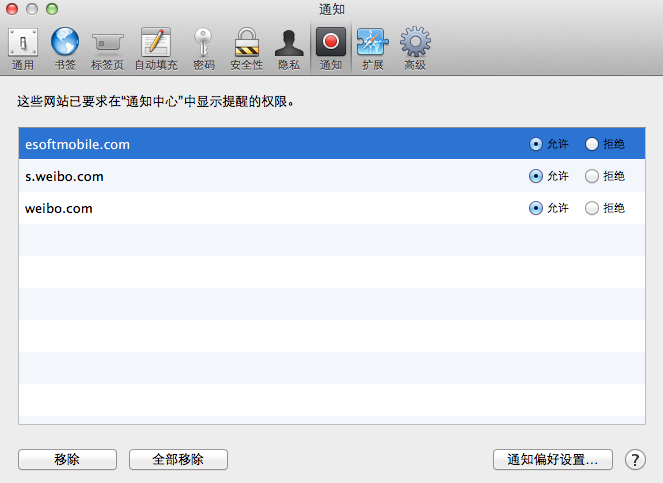 通知
通用 书签 标签页 自动填充 密码 安全性 隐私 通知 扩展 高级
这些网站已要求在“通知中心”中显示提醒的权限。
esoftmobile.com 允许 拒绝
s.weibo.com 允许 拒绝
weibo.com 允许 拒绝
移除 全部移除 通知偏好设置... ?